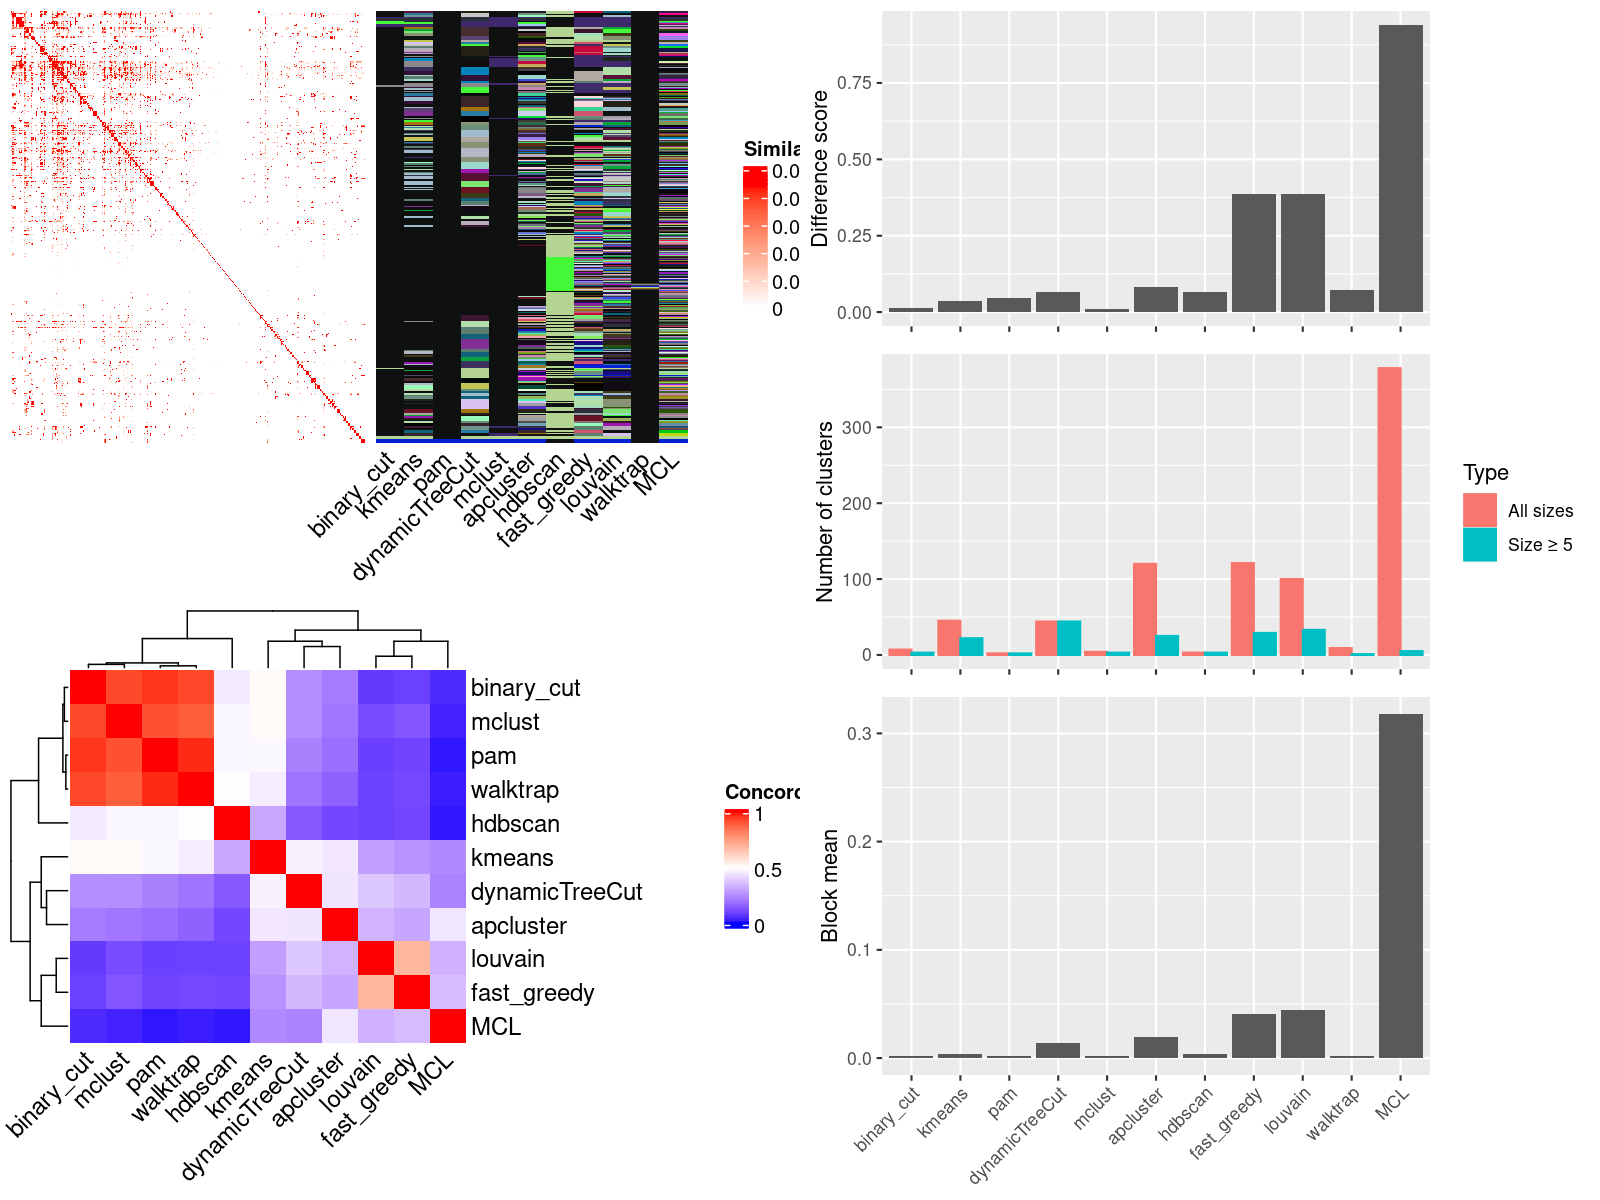 Simila
0.0
0.0
0.0
0.0
0.0
0
binary_cut
kmeans
pam
dynamicTreeCut
mclust
apcluster
hdbscan
fast_greedy
louvain
walktrap
MCL
binary_cut
mclust
pam
walktrap
hdbscan
kmeans
dynamicTreeCut
apcluster
louvain
fast_greedy
MCL
Concord
1
0.5
0
binary_cut
mclust
pam
walktrap
hdbscan
kmeans
dynamicTreeCut
apcluster
louvain
fast_greedy
MCL
Difference score
0.75
0.50
0.25
0.00
Number of clusters
300
200
100
0
Type
All sizes
Size ≥ 5
Block mean
0.3
0.2
0.1
0.0
binary_cut
kmeans
pam
dynamicTreeCut
mclust
apcluster
hdbscan
fast_greedy
louvain
walktrap
MCL